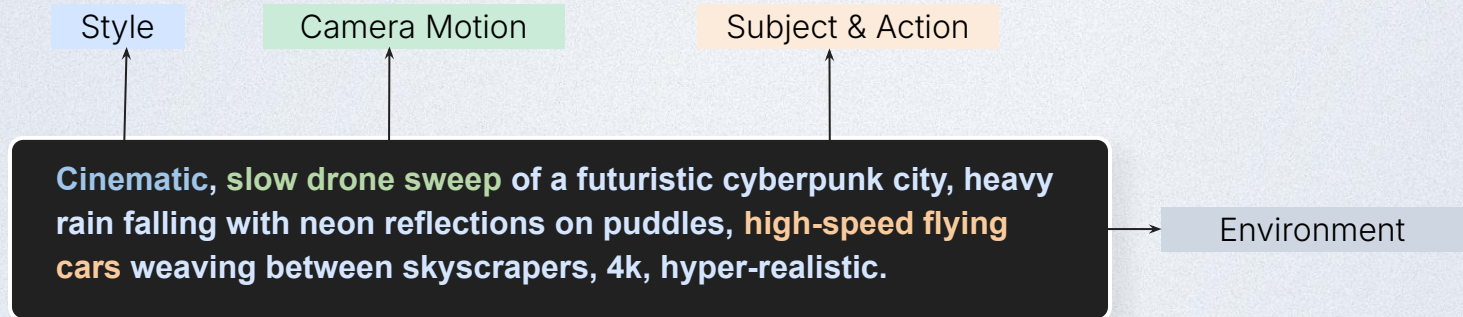 Style
Camera Motion
Subject & Action
Cinematic, slow drone sweep of a futuristic cyberpunk city, heavy
rain falling with neon reflections on puddles, high-speed flying
cars weaving between skyscrapers, 4k, hyper-realistic.
Environment